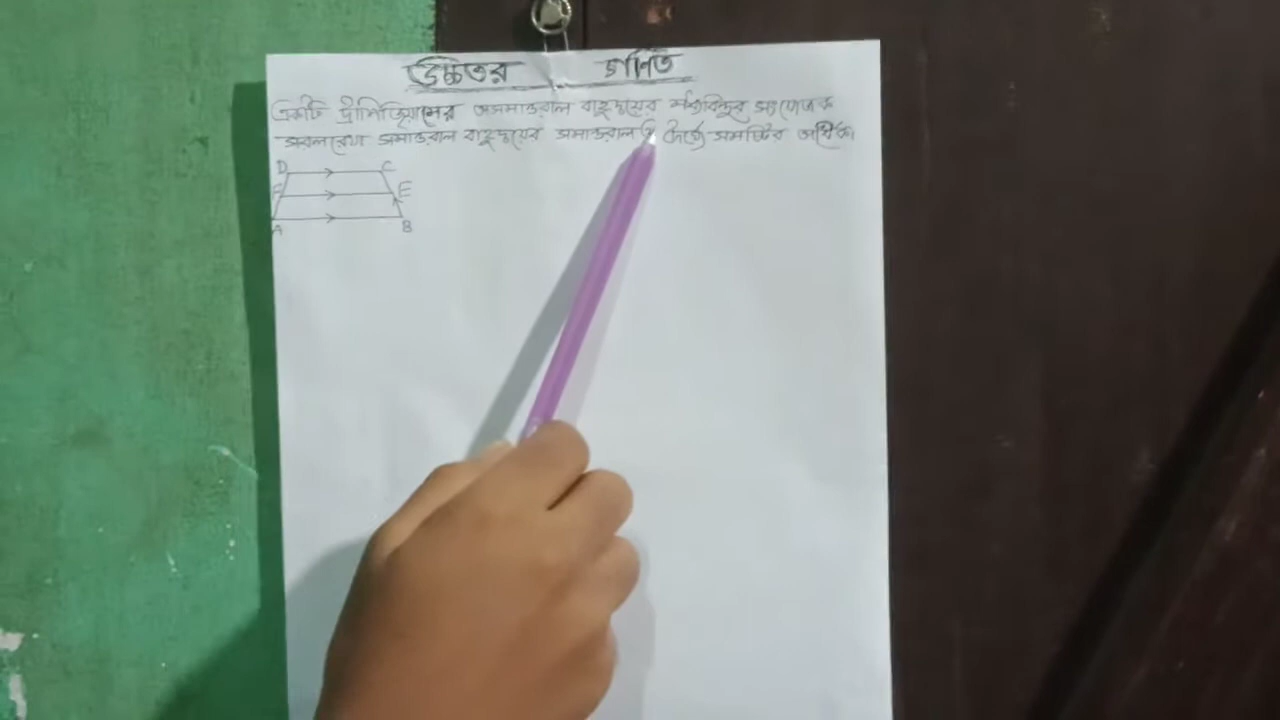 উচ্চতর গণিত
একটি ট্রাপিজিয়ামের অসমান্তরাল বাহুদ্বয়ের মধ্যবিন্দুর সংযোজক
সরলরেখা সমান্তরাল বাহুদ্বয়ের সমান্তরাল ও দৈর্ঘ্যে সমষ্টির অর্ধেক।
D C
F E
A B